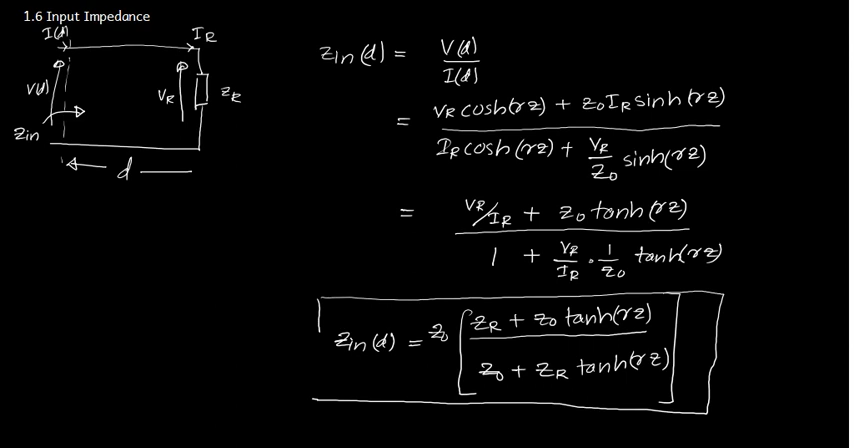 1.6 Input Impedance
I(d) IR
V(d) VR ZR
Zin
d
Zin(d) = V(d) / I(d)
= VR cosh(γz) + Z0 IR sinh(γz) / IR cosh(γz) + VR/Z0 sinh(γz)
= VR/IR + Z0 tanh(γz) / 1 + VR/IR · 1/Z0 tanh(γz)
Zin(d) = Z0 [ ZR + Z0 tanh(γz) / Z0 + ZR tanh(γz) ]